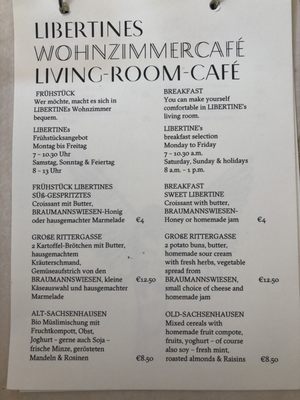 LIBERTINES
WOHNZIMMERCAFÉ
LIVING-ROOM-CAFÉ
FRÜHSTÜCK
Wer möchte, macht es sich in
LIBERTINEs Wohnzimmer
bequem.
LIBERTINEs
Frühstücksangebot
Montag bis Freitag
7 – 10.30 Uhr
Samstag, Sonntag & Feiertag
8 – 13 Uhr
FRÜHSTÜCK LIBERTINES
SÜß-GESPRITZTES
Croissant mit Butter,
BRAUMANNSWIESEN-Honig
oder hausgemachter Marmelade €4
GROßE RITTERGASSE
2 Kartoffel-Brötchen mit Butter,
hausgemachtem
Kräuterschmand,
Gemüseaufstrich von den
BRAUMANNSWIESEN, kleine €12.50
Käseauswahl und hausgemachter
Marmelade
ALT-SACHSENHAUSEN
Bio Müslimischung mit
Fruchtkompott, Obst,
Joghurt – gerne auch Soja –
frische Minze, gerösteten
Mandeln & Rosinen €8.50
BREAKFAST
You can make yourself
comfortable in LIBERTINE's
living room.
LIBERTINE's
breakfast selection
Monday to Friday
7 – 10.30 a.m.
Saturday, Sunday & holidays
8 a.m. – 1 p.m.
BREAKFAST
SWEET LIBERTINE
Croissant with butter,
BRAUMANNSWIESEN-
Honey or homemade jam €4
GROßE RITTERGASSE
2 potato buns, butter,
homemade sour cream
with fresh herbs, vegetable
spread from
BRAUMANNSWIESEN, €12.50
small choice of cheese and
homemade jam
OLD-SACHSENHAUSEN
Mixed cereals with
homemade fruit compote,
fruits, yoghurt – of course
also soy – fresh mint,
roasted almonds & Raisins €8.50